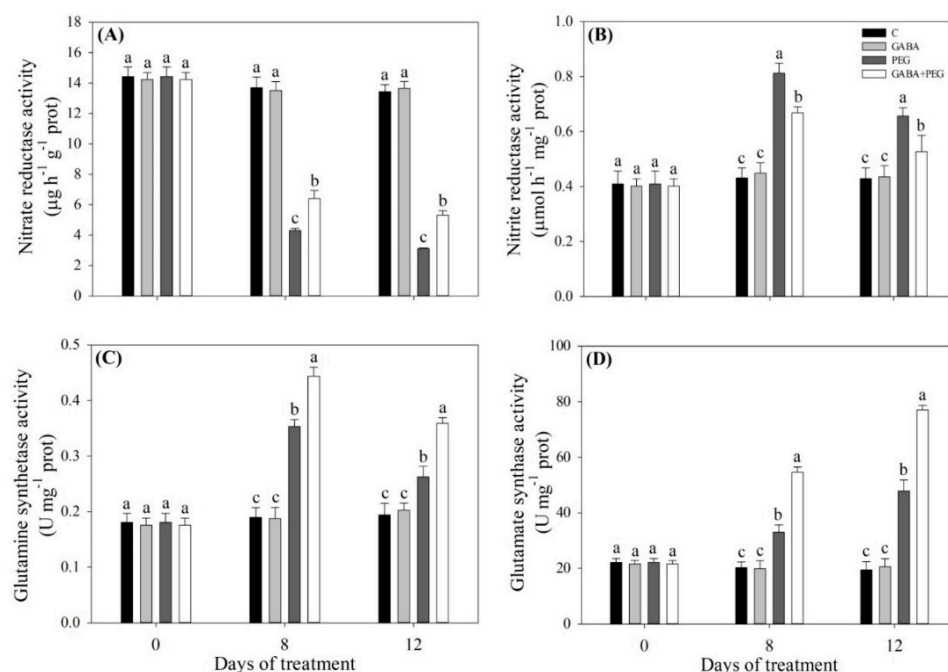 (A)
Nitrate reductase activity
(µg h-1 g-1 prot)
18
16
14
12
10
8
6
4
2
0
a a a a
a a c b
a a c b
(B)
C
GABA
PEG
GABA+PEG
Nitrite reductase activity
(µmol h-1 mg-1 prot)
1.0
0.8
0.6
0.4
0.2
0.0
a a a a
c c a b
c c a b
(C)
Glutamine synthetase activity
(U mg-1 prot)
0.5
0.4
0.3
0.2
0.1
0.0
a a a a
c c b a
c c b a
0 8 12
Days of treatment
(D)
Glutamate synthase activity
(U mg-1 prot)
100
80
60
40
20
0
a a a a
c c b a
c c b a
0 8 12
Days of treatment